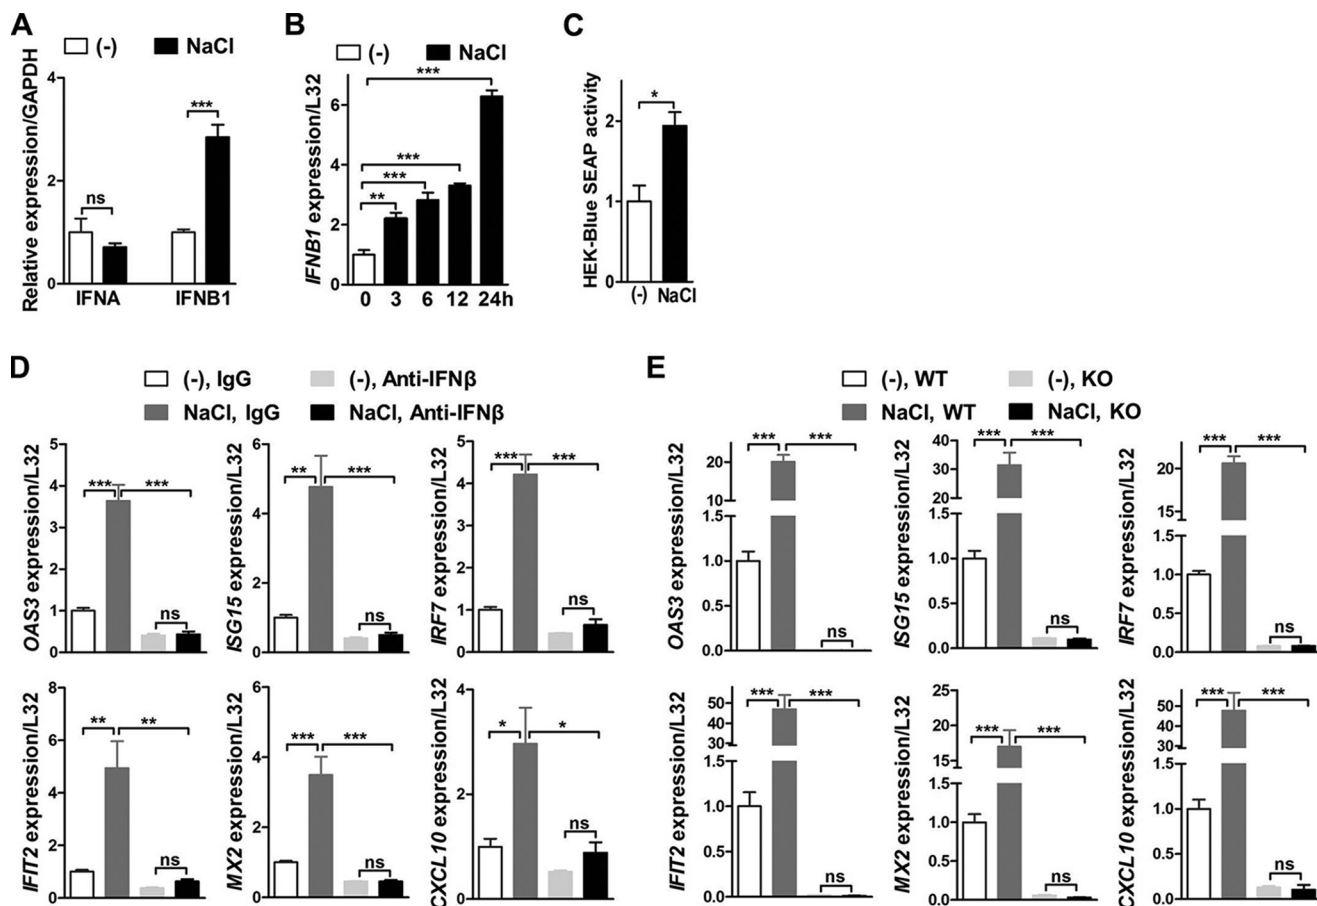 A
(-) NaCl
Relative expression/GAPDH
4
2
0
ns
***
IFNA IFNB1
B
(-) NaCl
IFNB1 expression/L32
6
4
2
0
**
***
***
***
0 3 6 12 24h
C
HEK-Blue SEAP activity
2
1
0
*
(-) NaCl
D
(-), IgG (-), Anti-IFNβ
NaCl, IgG NaCl, Anti-IFNβ
OAS3 expression/L32
5
4
3
2
1
0
*** ***
ns
ISG15 expression/L32
6
4
2
0
** ***
ns
IRF7 expression/L32
5
4
3
2
1
0
*** ***
ns
IFIT2 expression/L32
8
6
4
2
0
** **
ns
MX2 expression/L32
6
4
2
0
*** ***
ns
CXCL10 expression/L32
4
2
0
* *
ns
E
(-), WT (-), KO
NaCl, WT NaCl, KO
OAS3 expression/L32
20
10
1.5
1.0
0.5
0.0
*** ***
ns
ISG15 expression/L32
40
30
20
1.5
1.0
0.5
0.0
*** ***
ns
IRF7 expression/L32
20
1.5
1.0
0.5
0.0
*** ***
ns
IFIT2 expression/L32
50
40
30
1.5
1.0
0.5
0.0
*** ***
ns
MX2 expression/L32
25
20
15
1.5
1.0
0.5
0.0
*** ***
ns
CXCL10 expression/L32
50
40
30
1.5
1.0
0.5
0.0
*** ***
ns